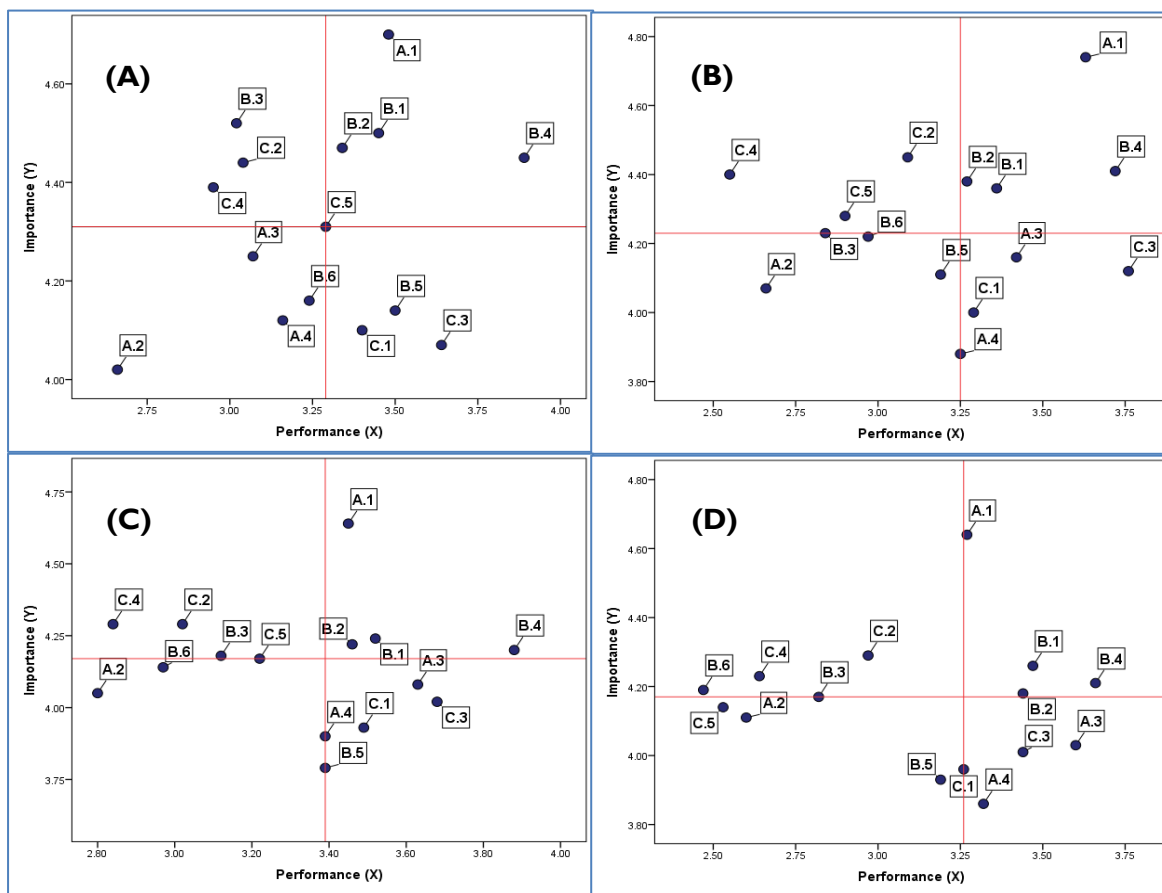 (A)
Importance (Y)
4.60
4.40
4.20
4.00
A.1
B.3
B.1
B.2
B.4
C.2
C.4
C.5
A.3
B.6
B.5
A.4
C.1
C.3
A.2
2.75 3.00 3.25 3.50 3.75 4.00
Performance (X)
(B)
Importance (Y)
4.80
4.60
4.40
4.20
4.00
3.80
A.1
C.2
C.4
B.2
B.1
B.4
C.5
B.6
B.3
A.3
B.5
C.3
A.2
C.1
A.4
2.50 2.75 3.00 3.25 3.50 3.75
Performance (X)
(C)
Importance (Y)
4.75
4.50
4.25
4.00
3.75
A.1
C.4
C.2
B.3
C.5
B.2
B.1
B.4
B.6
A.3
A.2
A.4
C.1
C.3
B.5
2.80 3.00 3.20 3.40 3.60 3.80 4.00
Performance (X)
(D)
Importance (Y)
4.80
4.60
4.40
4.20
4.00
3.80
A.1
C.2
B.6
C.4
B.3
B.1
B.4
C.5
A.2
B.2
C.3
A.3
B.5
C.1
A.4
2.50 2.75 3.00 3.25 3.50 3.75
Performance (X)